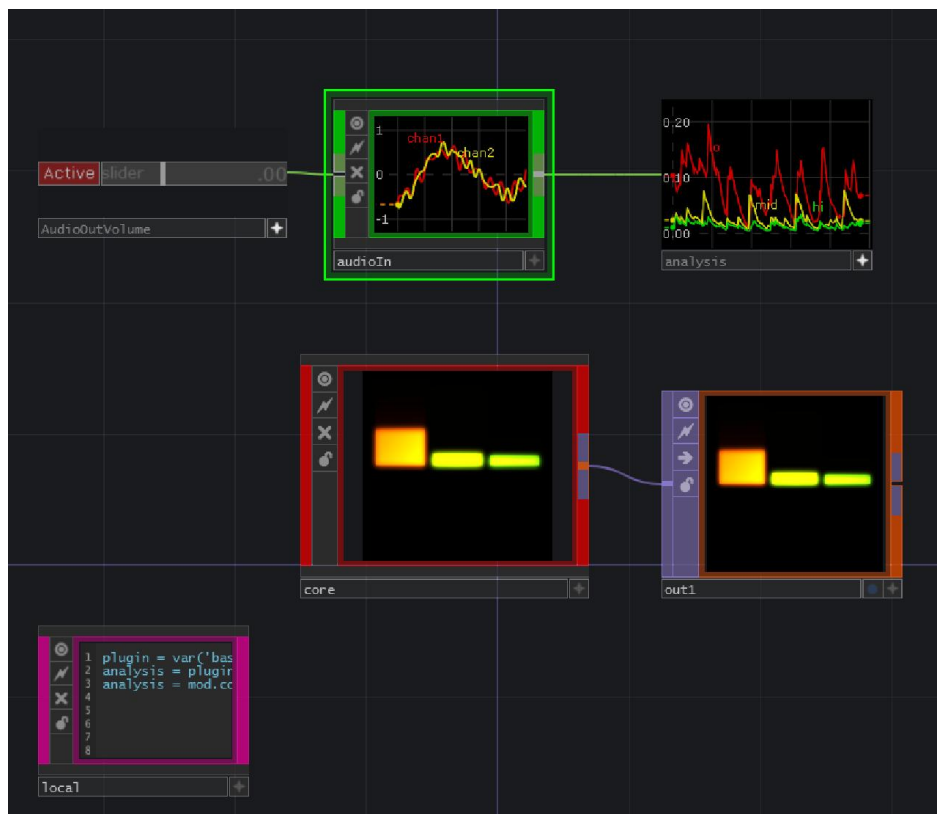 1
chan1
chan2
0
-1
audioIn
Active slider .00
AudioOutVolume
0.20
lo
0.10
mid
hi
0.00
analysis
core
out1
1 plugin = var('bas
2 analysis = plugin
3 analysis = mod.co
4
5
6
7
8
local